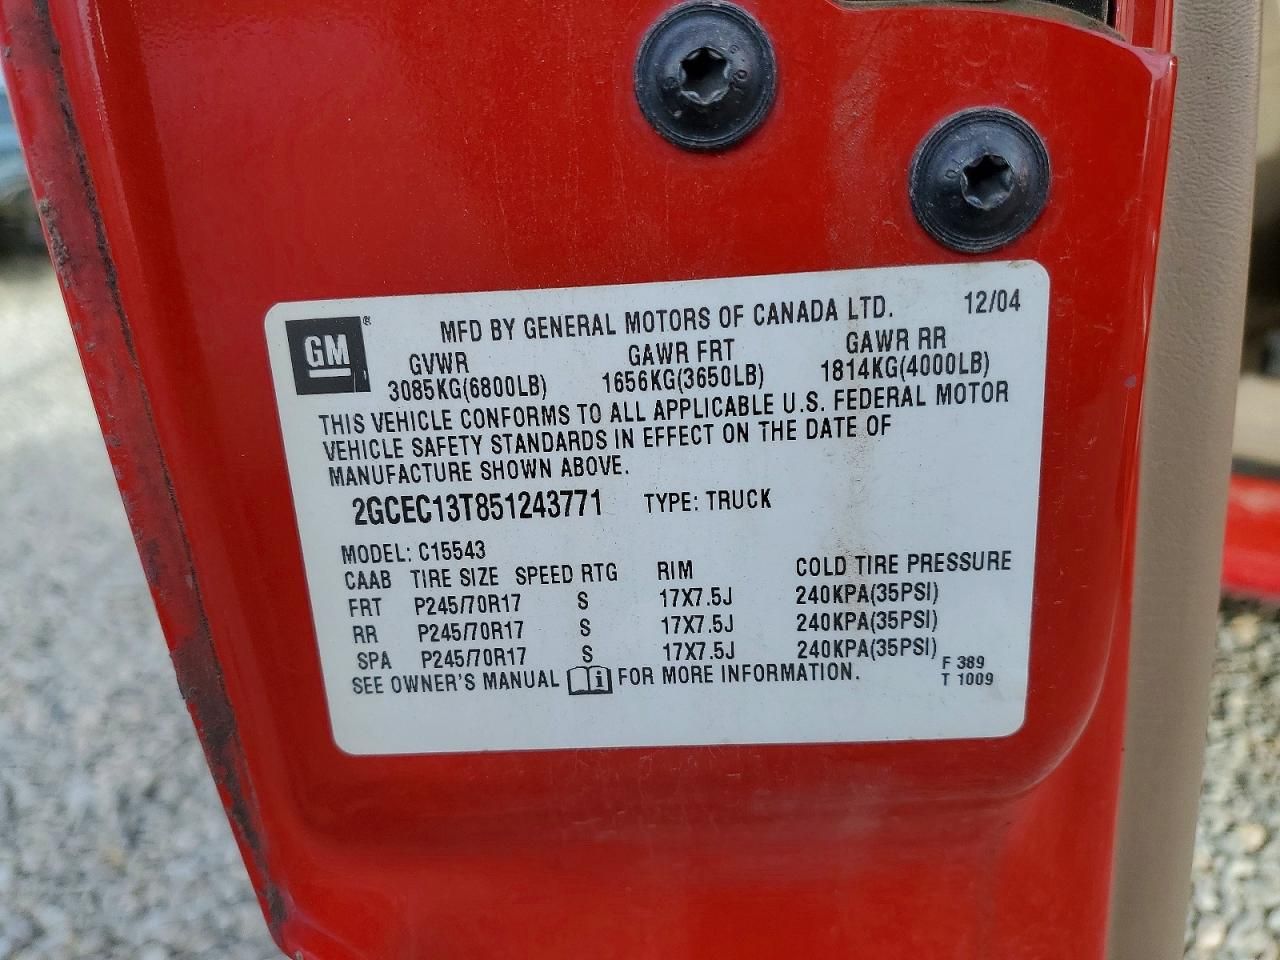 GM ®
MFD BY GENERAL MOTORS OF CANADA LTD. 12/04
GVWR GAWR FRT GAWR RR
3085KG(6800LB) 1656KG(3650LB) 1814KG(4000LB)
THIS VEHICLE CONFORMS TO ALL APPLICABLE U.S. FEDERAL MOTOR
VEHICLE SAFETY STANDARDS IN EFFECT ON THE DATE OF
MANUFACTURE SHOWN ABOVE.
2GCEC13T851243771 TYPE: TRUCK
MODEL: C15543
CAAB TIRE SIZE SPEED RTG RIM COLD TIRE PRESSURE
FRT P245/70R17 S 17X7.5J 240KPA(35PSI)
RR P245/70R17 S 17X7.5J 240KPA(35PSI)
SPA P245/70R17 S 17X7.5J 240KPA(35PSI)
SEE OWNER'S MANUAL i FOR MORE INFORMATION.
F 389
T 1009